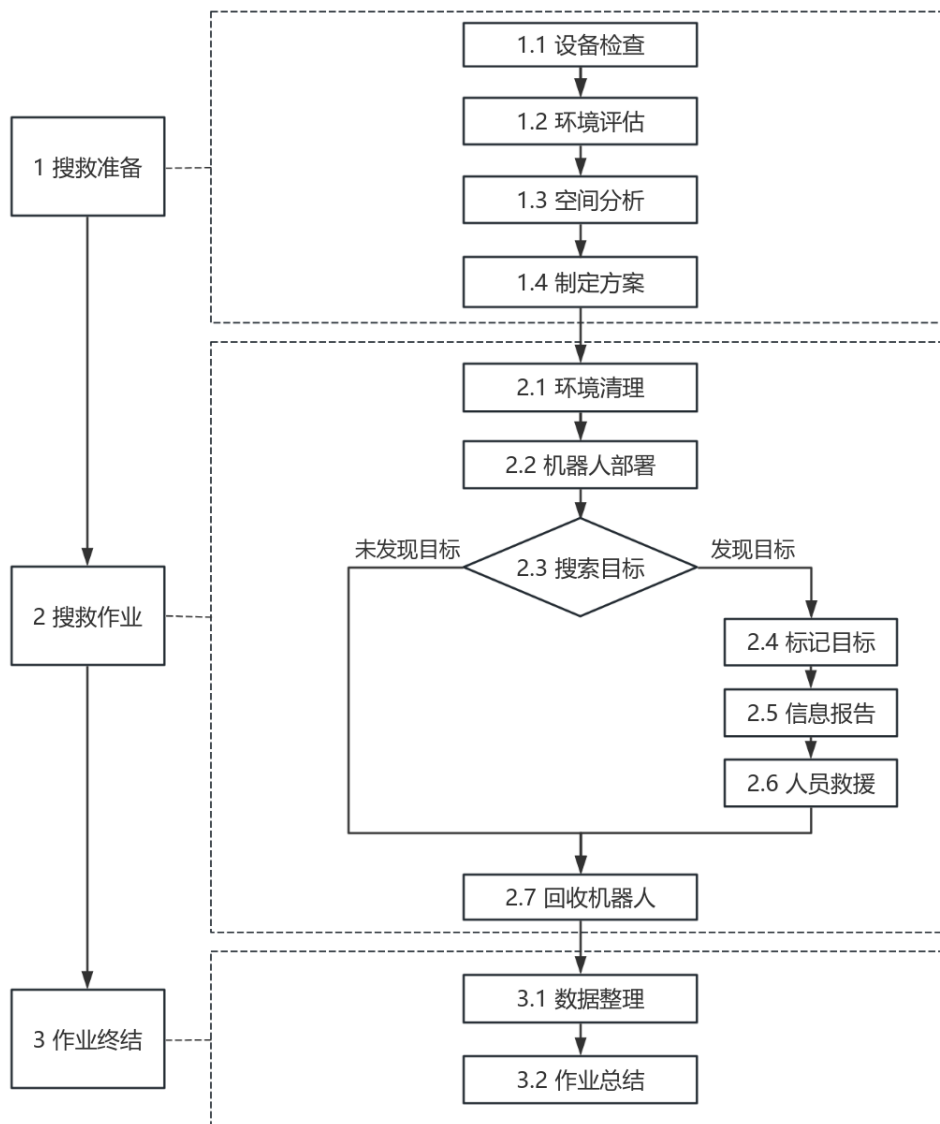 1 搜救准备
1.1 设备检查
1.2 环境评估
1.3 空间分析
1.4 制定方案
2 搜救作业
2.1 环境清理
2.2 机器人部署
2.3 搜索目标
未发现目标
发现目标
2.4 标记目标
2.5 信息报告
2.6 人员救援
2.7 回收机器人
3 作业终结
3.1 数据整理
3.2 作业总结